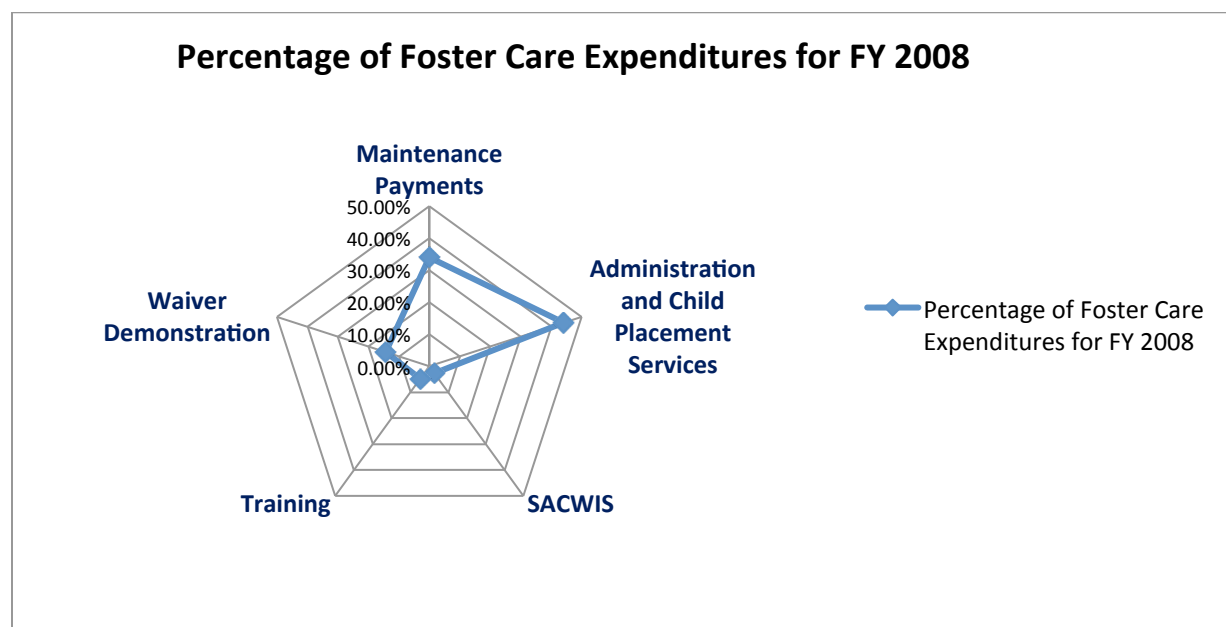 Percentage of Foster Care Expenditures for FY 2008
Maintenance
Payments
50.00%
40.00%
30.00%
20.00%
10.00%
0.00%
Administration
and Child
Placement
Services
SACWIS
Training
Waiver
Demonstration
Percentage of Foster Care
Expenditures for FY 2008